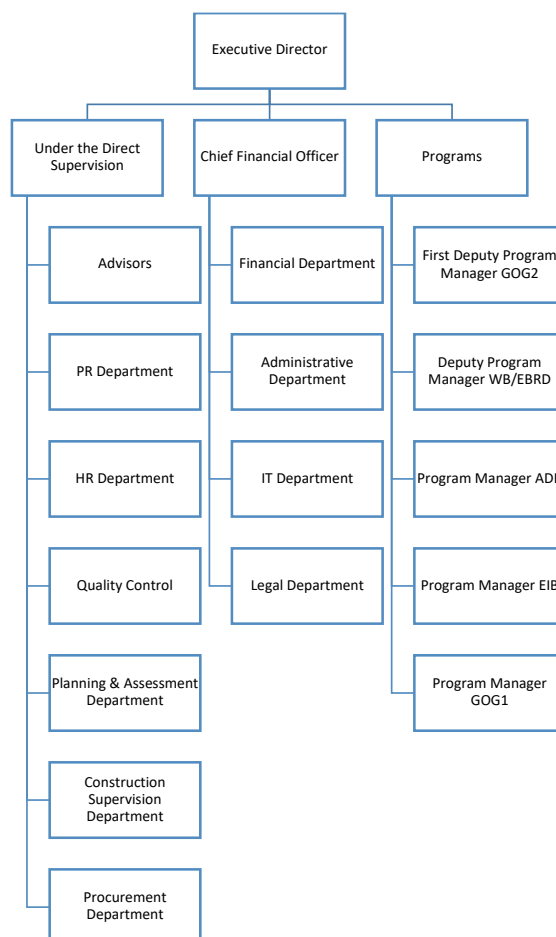 Executive Director
Under the Direct
Supervision
Chief Financial Officer
Programs
Advisors
PR Department
HR Department
Quality Control
Planning & Assessment
Department
Construction
Supervision
Department
Procurement
Department
Financial Department
Administrative
Department
IT Department
Legal Department
First Deputy Program
Manager GOG2
Deputy Program
Manager WB/EBRD
Program Manager
Program Manager EIB
Program Manager
GOG1